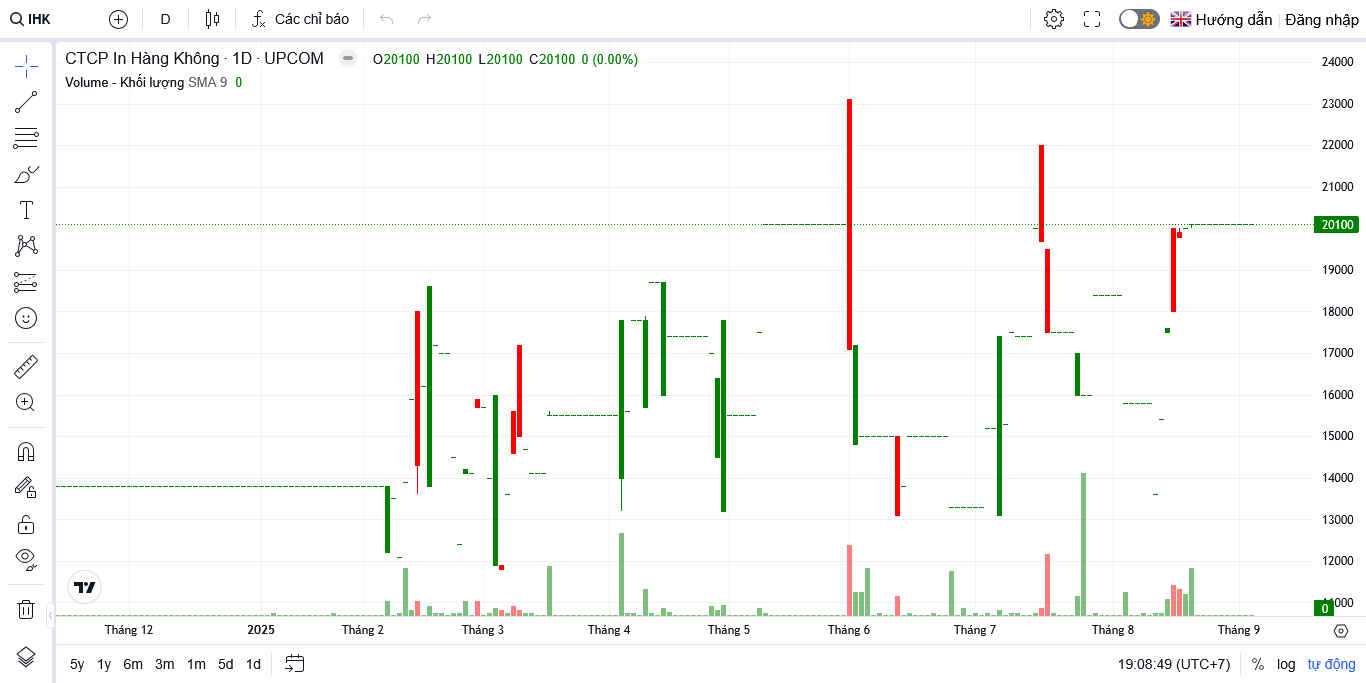 IHK
D
Các chỉ báo
Hướng dẫn
Đăng nhập
CTCP In Hàng Không · 1D · UPCOM
O20100 H20100 L20100 C20100 0 (0.00%)
Volume - Khối lượng SMA 9 0
24000
23000
22000
21000
20100
19000
18000
17000
16000
15000
14000
13000
12000
11000
0
Tháng 12
2025
Tháng 2
Tháng 3
Tháng 4
Tháng 5
Tháng 6
Tháng 7
Tháng 8
Tháng 9
5y 1y 6m 3m 1m 5d 1d
19:08:49 (UTC+7)
% log tự động